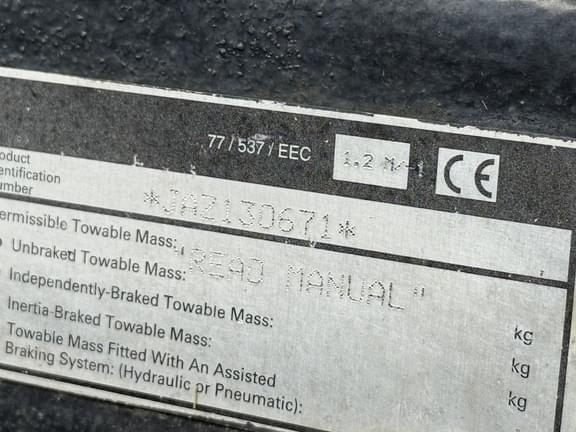 77 / 537 / EEC 1.2 M CE
oduct
entification
umber *JAZ130671*
ermissible Towable Mass:
Unbraked Towable Mass: "READ MANUAL"
Independently-Braked Towable Mass: kg
Inertia-Braked Towable Mass: kg
Towable Mass Fitted With An Assisted
Braking System: (Hydraulic or Pneumatic): kg